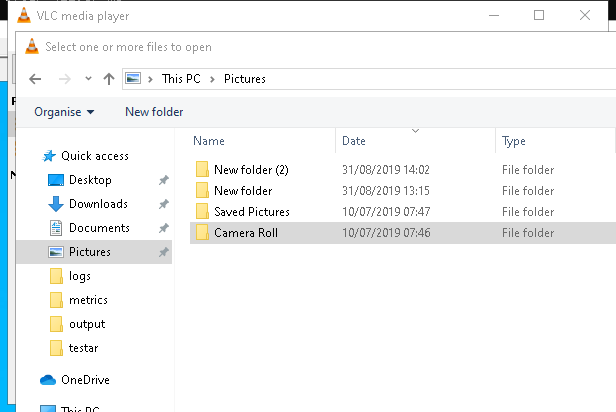 VLC media player
Select one or more files to open
This PC > Pictures
Organise New folder
Name Date Type
Quick access
Desktop
Downloads
Documents
Pictures
logs
metrics
output
testar
OneDrive
This PC
New folder (2) 31/08/2019 14:02 File folder
New folder 31/08/2019 13:15 File folder
Saved Pictures 10/07/2019 07:47 File folder
Camera Roll 10/07/2019 07:46 File folder